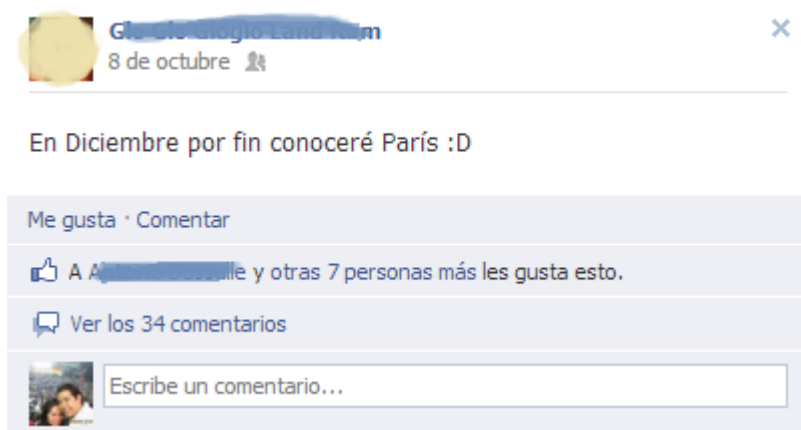 8 de octubre
En Diciembre por fin conoceré París :D
Me gusta · Comentar
A y otras 7 personas más les gusta esto.
Ver los 34 comentarios
Escribe un comentario...